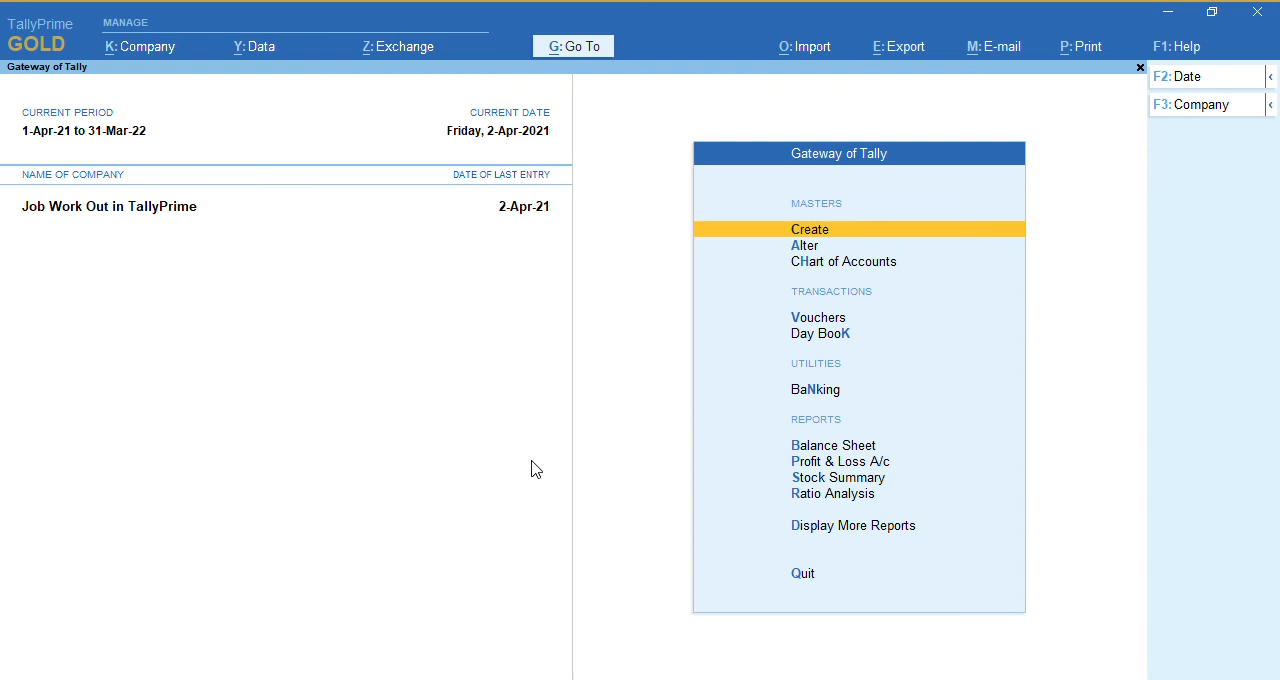 TallyPrime
GOLD
MANAGE
K: Company Y: Data Z: Exchange G: Go To O: Import E: Export M: E-mail P: Print F1: Help
Gateway of Tally
F2: Date
F3: Company
CURRENT PERIOD CURRENT DATE
1-Apr-21 to 31-Mar-22 Friday, 2-Apr-2021
NAME OF COMPANY DATE OF LAST ENTRY
Job Work Out in TallyPrime 2-Apr-21
Gateway of Tally
MASTERS
Create
Alter
CHart of Accounts
TRANSACTIONS
Vouchers
Day BooK
UTILITIES
BaNking
REPORTS
Balance Sheet
Profit & Loss A/c
Stock Summary
Ratio Analysis
Display More Reports
Quit